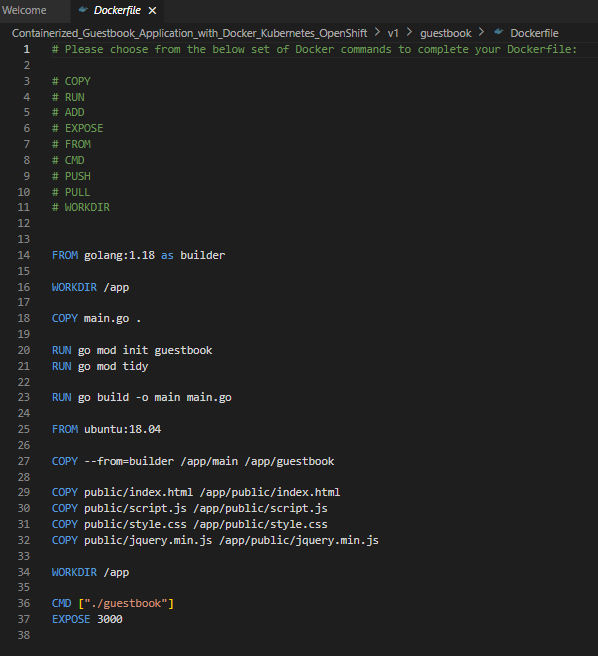 Welcome
Dockerfile
Containerized_Guestbook_Application_with_Docker_Kubernetes_OpenShift > v1 > guestbook > Dockerfile
1 # Please choose from the below set of Docker commands to complete your Dockerfile:
2
3 # COPY
4 # RUN
5 # ADD
6 # EXPOSE
7 # FROM
8 # CMD
9 # PUSH
10 # PULL
11 # WORKDIR
12
13
14 FROM golang:1.18 as builder
15
16 WORKDIR /app
17
18 COPY main.go .
19
20 RUN go mod init guestbook
21 RUN go mod tidy
22
23 RUN go build -o main main.go
24
25 FROM ubuntu:18.04
26
27 COPY --from=builder /app/main /app/guestbook
28
29 COPY public/index.html /app/public/index.html
30 COPY public/script.js /app/public/script.js
31 COPY public/style.css /app/public/style.css
32 COPY public/jquery.min.js /app/public/jquery.min.js
33
34 WORKDIR /app
35
36 CMD ["./guestbook"]
37 EXPOSE 3000
38